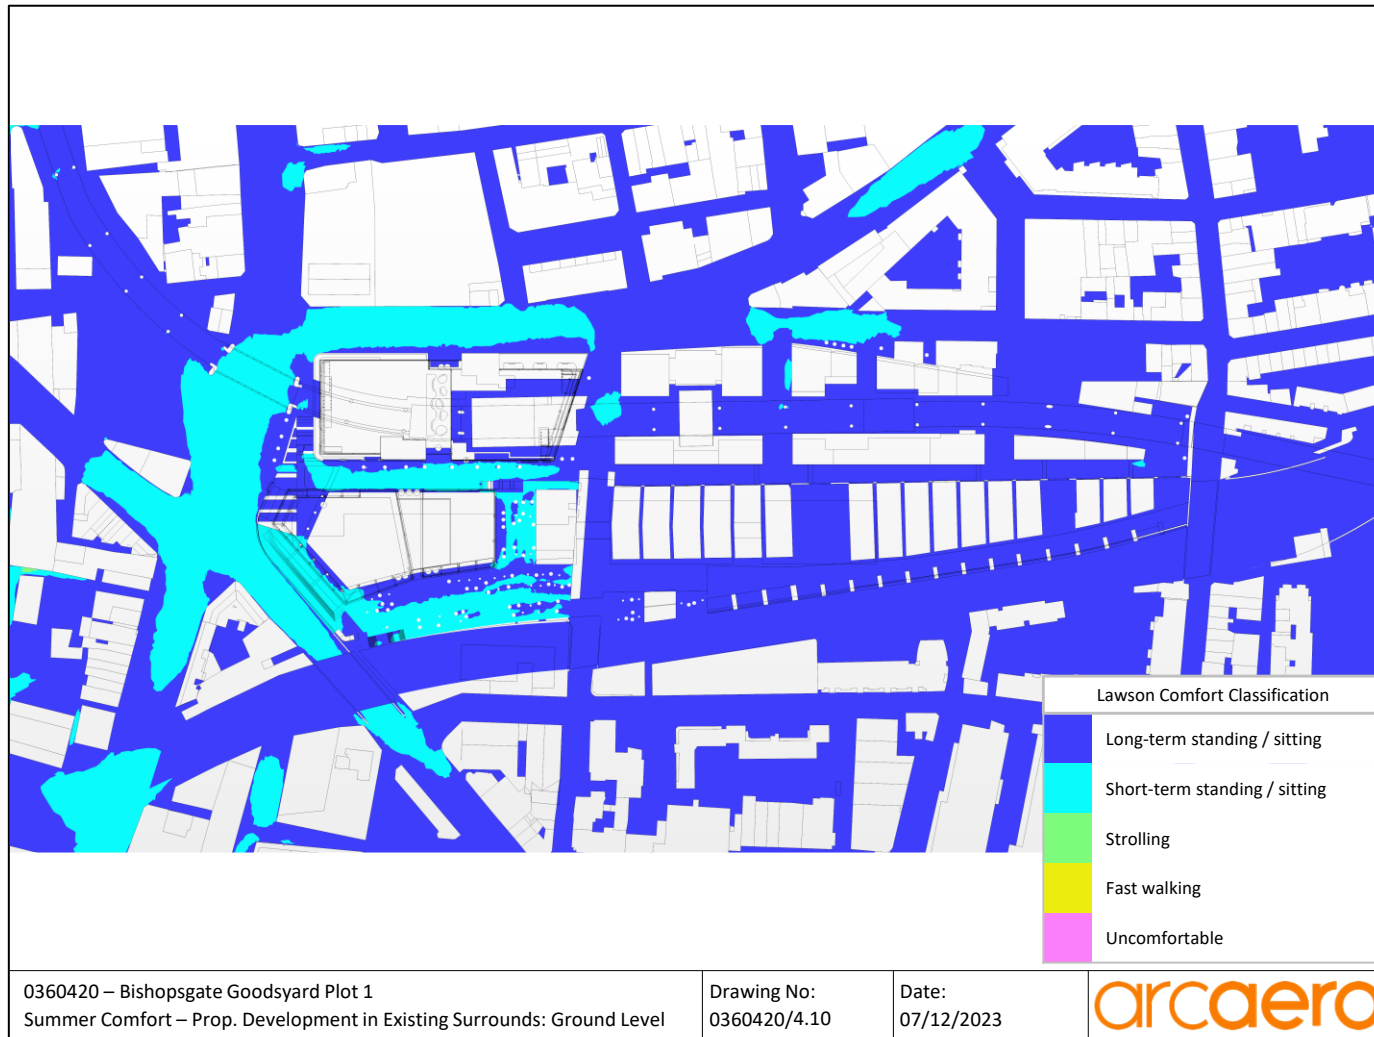 Lawson Comfort Classification
Long-term standing / sitting
Short-term standing / sitting
Strolling
Fast walking
Uncomfortable
0360420 – Bishopsgate Goodsyard Plot 1
Summer Comfort – Prop. Development in Existing Surrounds: Ground Level
Drawing No:
0360420/4.10
Date:
07/12/2023
arcaero